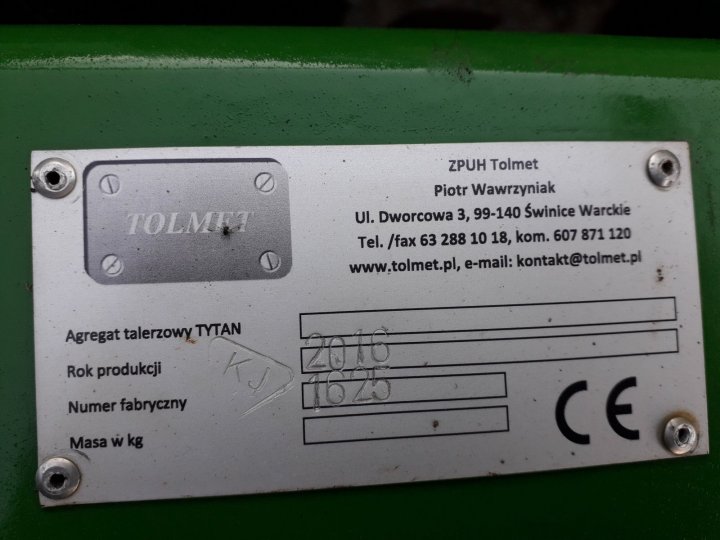 TOLMET
ZPUH Tolmet
Piotr Wawrzyniak
Ul. Dworcowa 3, 99-140 Świnice Warckie
Tel. /fax 63 288 10 18, kom. 607 871 120
www.tolmet.pl, e-mail: kontakt@tolmet.pl
Agregat talerzowy TYTAN
Rok produkcji 2016
Numer fabryczny KJ 1625
Masa w kg
CE